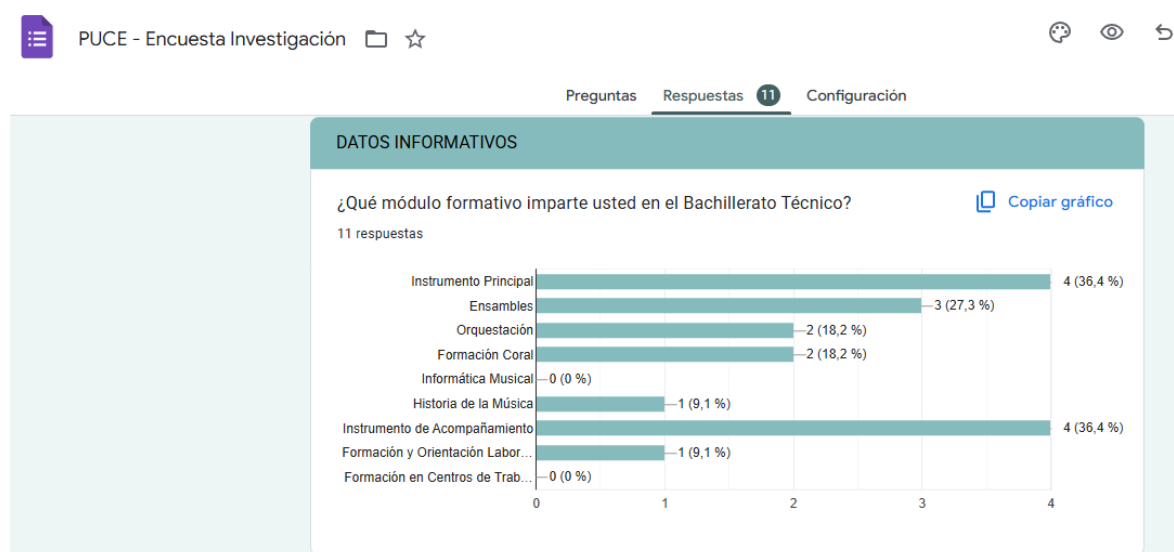 PUCE - Encuesta Investigación
Preguntas Respuestas 11 Configuración
DATOS INFORMATIVOS
¿Qué módulo formativo imparte usted en el Bachillerato Técnico?
Copiar gráfico
11 respuestas
Instrumento Principal 4 (36,4 %)
Ensambles 3 (27,3 %)
Orquestación 2 (18,2 %)
Formación Coral 2 (18,2 %)
Informática Musical 0 (0 %)
Historia de la Música 1 (9,1 %)
Instrumento de Acompañamiento 4 (36,4 %)
Formación y Orientación Labor... 1 (9,1 %)
Formación en Centros de Trab... 0 (0 %)
0 1 2 3 4